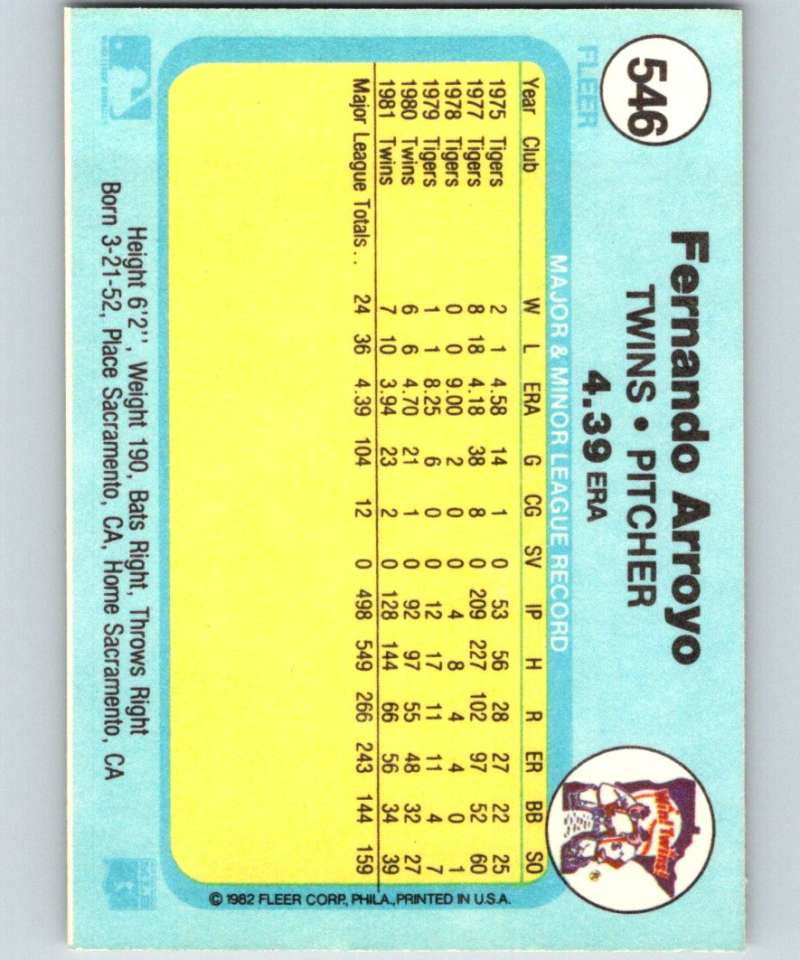 546
Fernando Arroyo
TWINS • PITCHER
4.39 ERA
Win! Twins!
FLEER
MAJOR & MINOR LEAGUE RECORD
Year Club W L ERA G CG SV IP H R ER BB SO
1975 Tigers 2 1 4.58 14 1 0 53 56 28 27 22 25
1977 Tigers 8 18 4.18 38 8 0 209 227 102 97 52 60
1978 Tigers 0 0 9.00 2 0 0 4 8 4 4 0 1
1979 Tigers 1 1 8.25 6 0 0 12 17 11 11 4 7
1980 Twins 6 6 4.70 21 1 0 92 97 55 48 32 27
1981 Twins 7 10 3.94 23 2 0 128 144 66 56 34 39
Major League Totals . . 24 36 4.39 104 12 0 498 549 266 243 144 159
© 1982 FLEER CORP., PHILA., PRINTED IN U.S.A.
Height 6'2'', Weight 190, Bats Right, Throws Right
Born 3-21-52, Place Sacramento, CA, Home Sacramento, CA